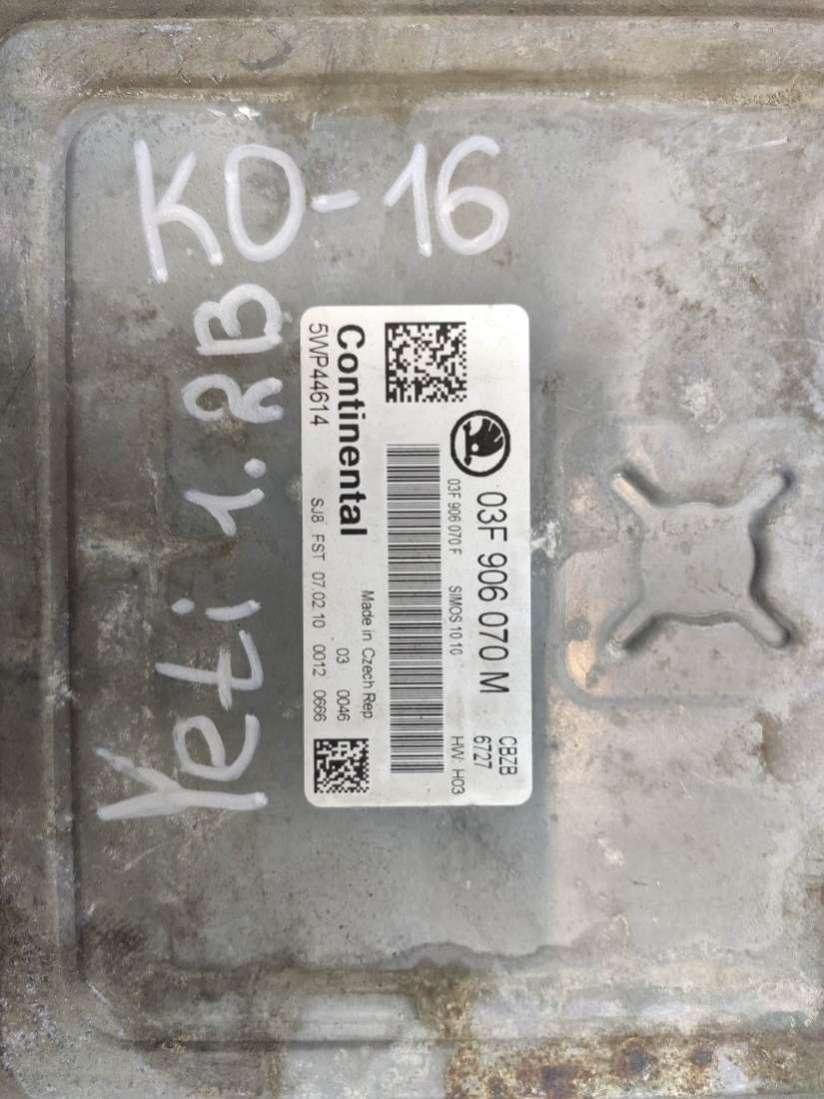 KO-16
Yeti 1.8B
03F 906 070 M
CBZB
6727
03F 906 070 F SIMOS 10 10 HW: H03
Continental
Made in Czech Rep
03 0046
5WP44614
SJ8 FST 07.02.10 0012 0666